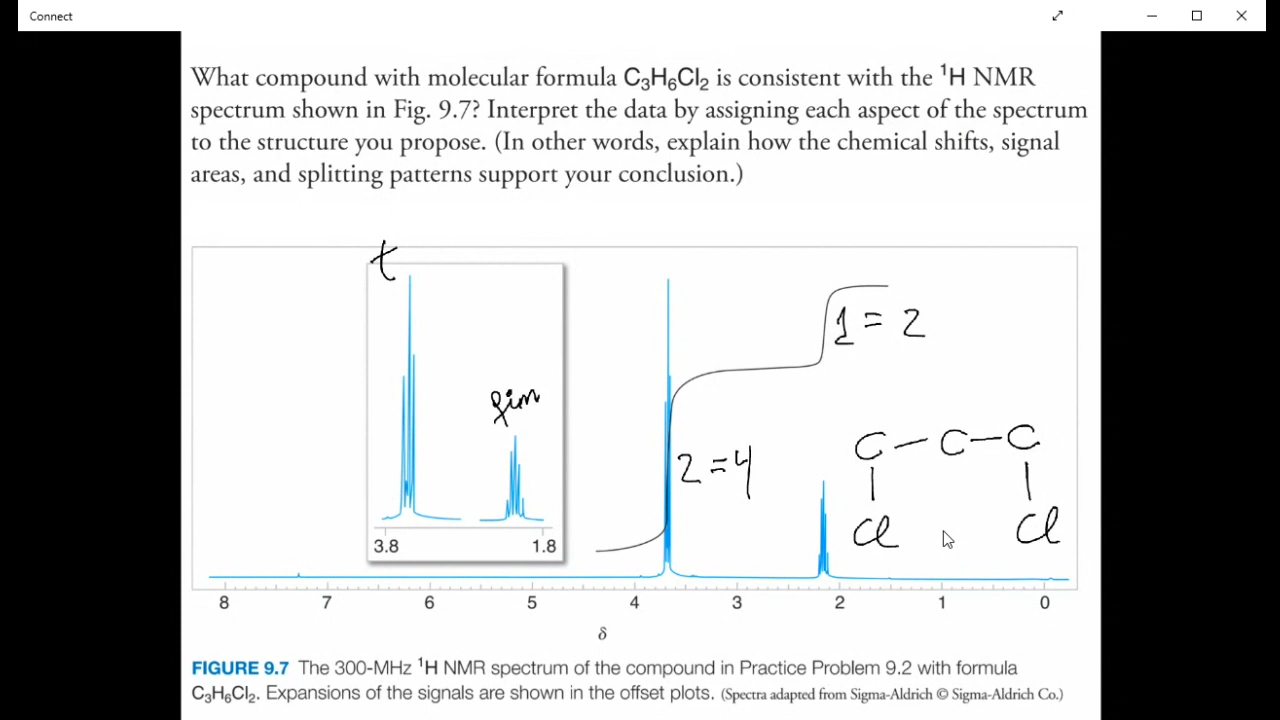 Connect
What compound with molecular formula C₃H₆Cl₂ is consistent with the ¹H NMR
spectrum shown in Fig. 9.7? Interpret the data by assigning each aspect of the spectrum
to the structure you propose. (In other words, explain how the chemical shifts, signal
areas, and splitting patterns support your conclusion.)
t
1 = 2
C – C – C
Cl Cl
2 = 4
3.8 1.8
8 7 6 5 4 3 2 1 0
δ
FIGURE 9.7 The 300-MHz ¹H NMR spectrum of the compound in Practice Problem 9.2 with formula
C₃H₆Cl₂. Expansions of the signals are shown in the offset plots. (Spectra adapted from Sigma-Aldrich © Sigma-Aldrich Co.)